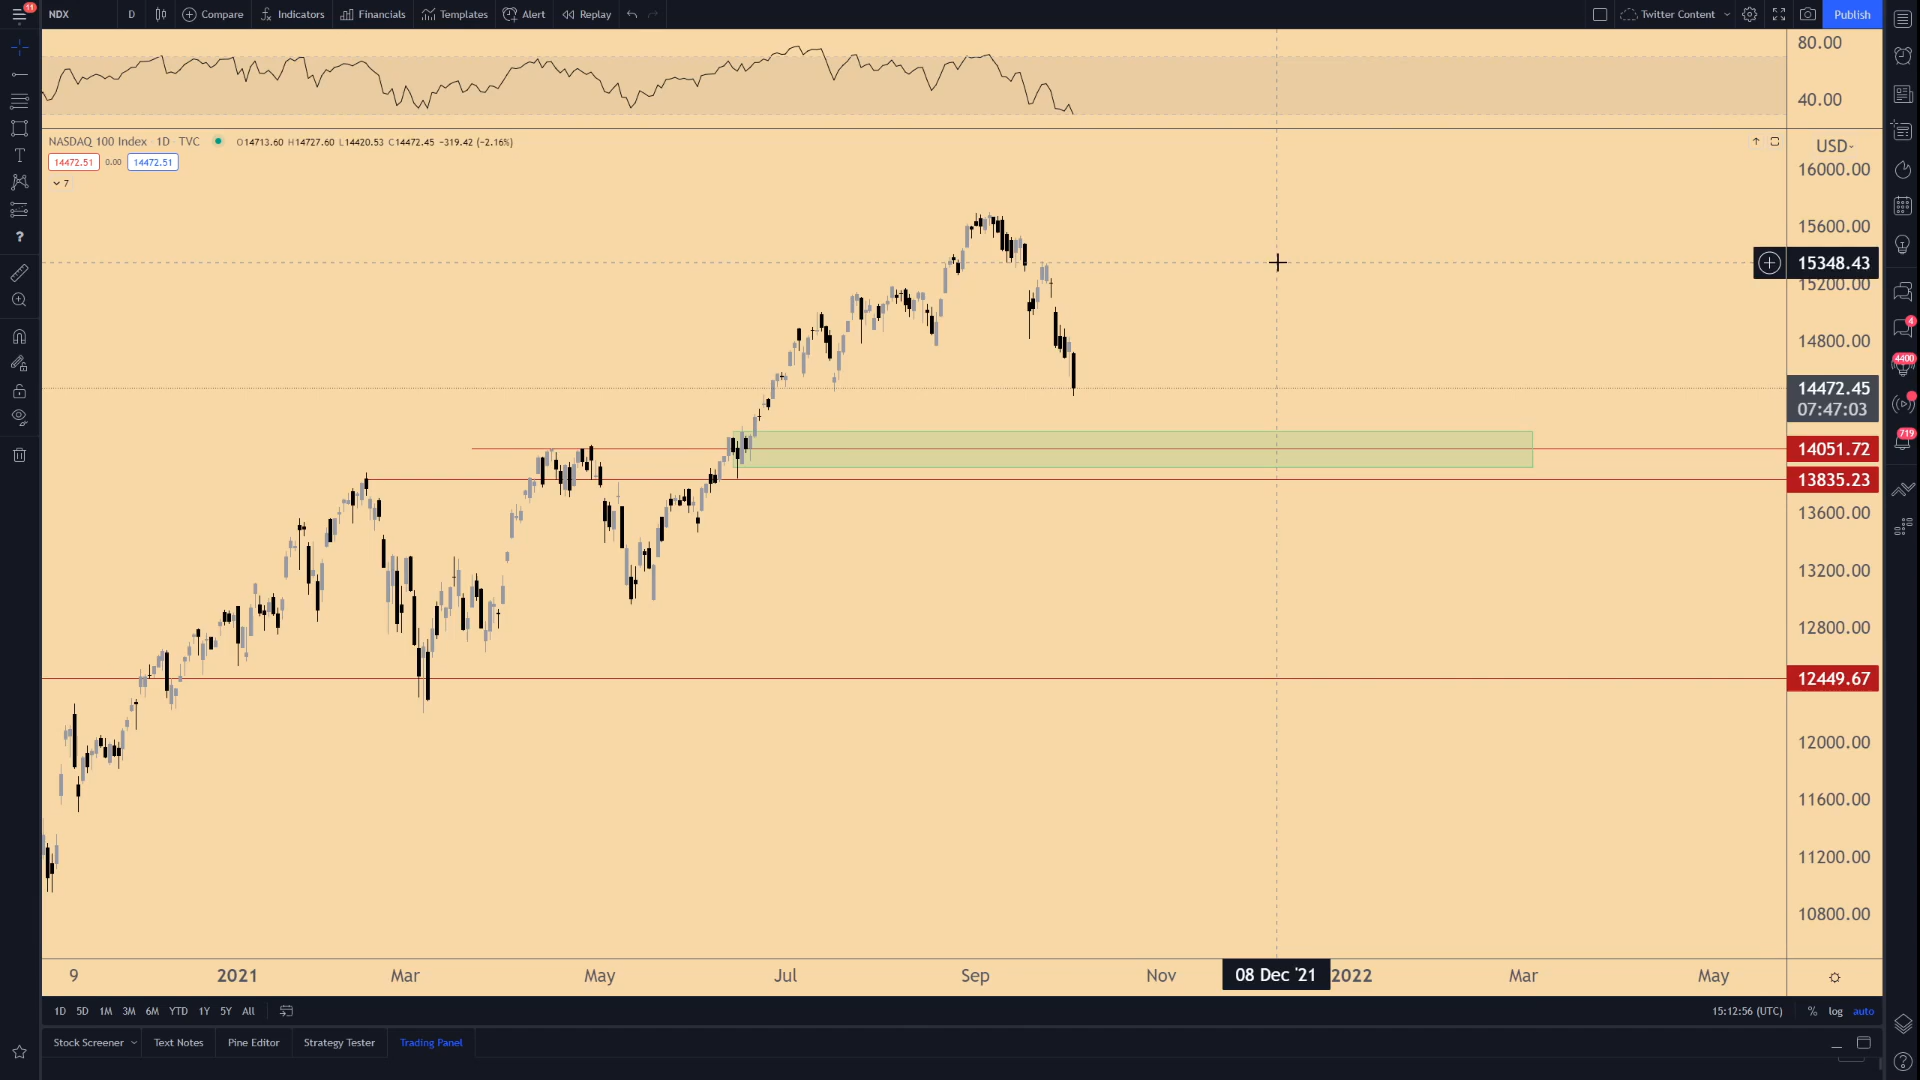 11
NDX
D
Compare
Indicators
Financials
Templates
Alert
Replay
Twitter Content
Publish
80.00
40.00
NASDAQ 100 Index · 1D · TVC
O14713.60 H14727.60 L14420.53 C14472.45 −319.42 (−2.16%)
14472.51
0.00
14472.51
7
USD
16000.00
15600.00
15348.43
15200.00
14800.00
14472.45
07:47:03
14051.72
13835.23
13600.00
13200.00
12800.00
12449.67
12000.00
11600.00
11200.00
10800.00
4
4400
719
9
2021
Mar
May
Jul
Sep
Nov
08 Dec '21
2022
Mar
May
1D 5D 1M 3M 6M YTD 1Y 5Y All
15:12:56 (UTC)
%
log
auto
Stock Screener
Text Notes
Pine Editor
Strategy Tester
Trading Panel